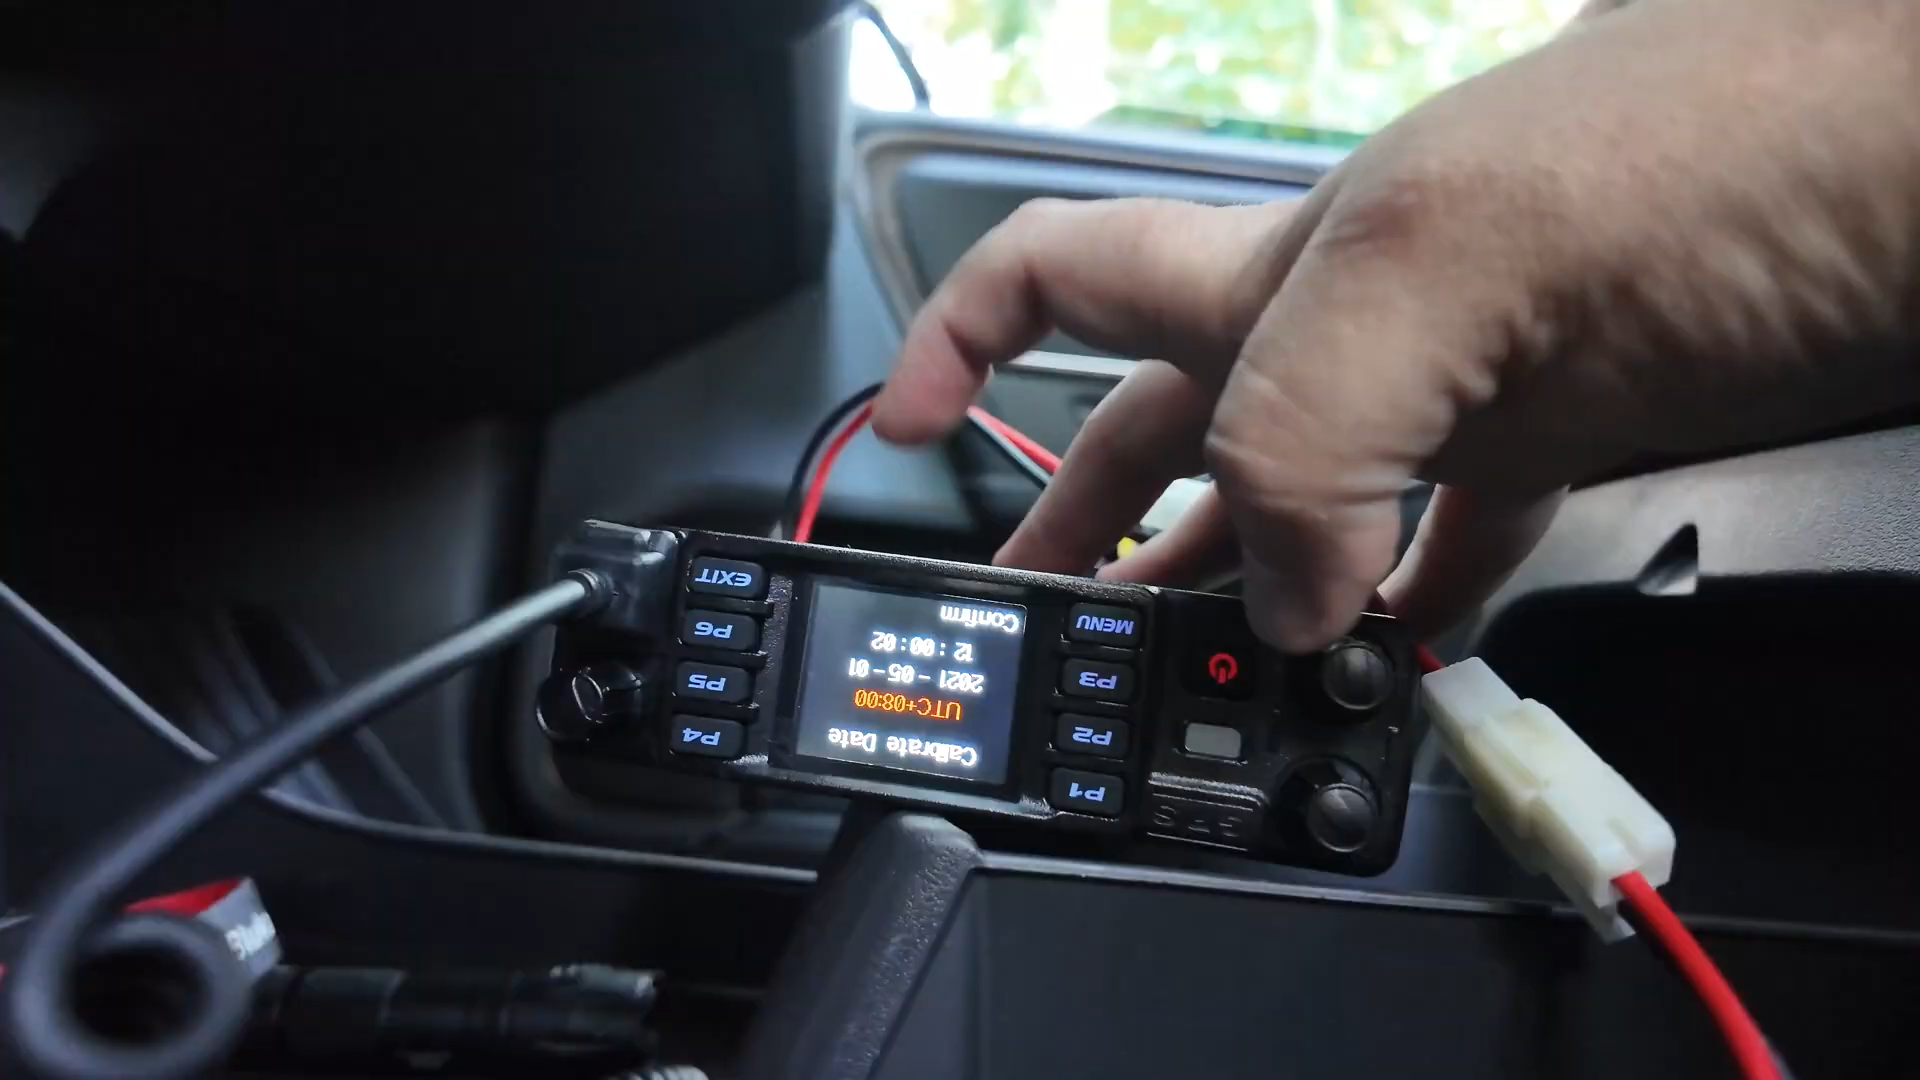 Calibrate Date
UTC+08:00
2021-05-01
12:00:02
Confirm
P1
P2
P3
MENU
P4
P5
P6
EXIT